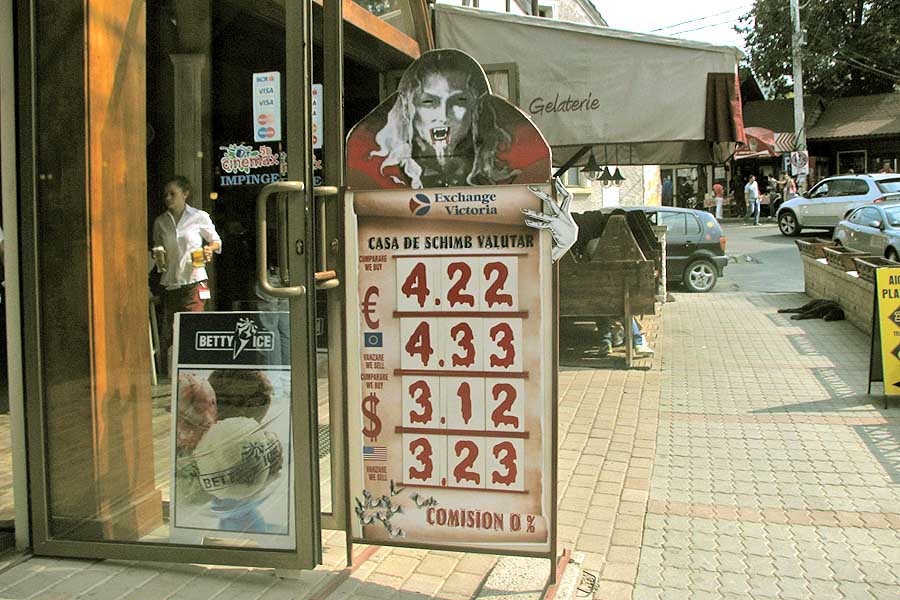 BCR
VISA
VISA
cinemax
IMPINGE
BETTY ICE
BETTY ICE
Gelaterie
Exchange
Victoria
CASA DE SCHIMB VALUTAR
CUMPARARE
WE BUY
€
4.22
VANZARE
WE SELL
4.33
CUMPARARE
WE BUY
$
3.12
VANZARE
WE SELL
3.23
COMISION 0 %
P